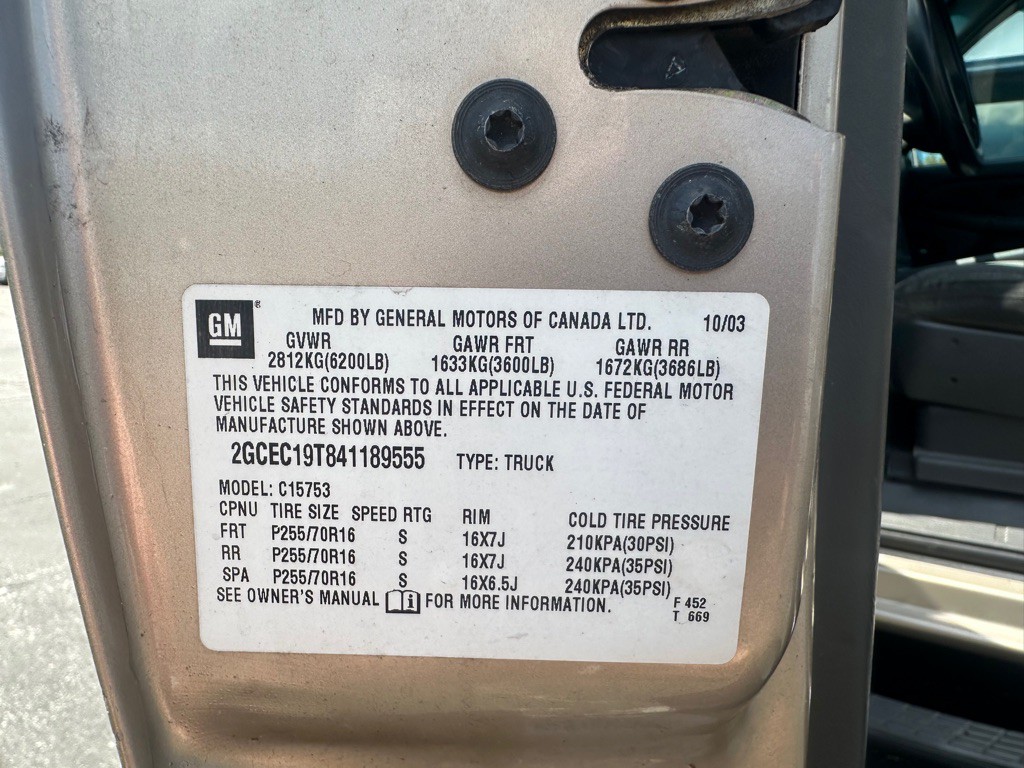 GM ® MFD BY GENERAL MOTORS OF CANADA LTD. 10/03
GVWR GAWR FRT GAWR RR
2812KG(6200LB) 1633KG(3600LB) 1672KG(3686LB)
THIS VEHICLE CONFORMS TO ALL APPLICABLE U.S. FEDERAL MOTOR
VEHICLE SAFETY STANDARDS IN EFFECT ON THE DATE OF
MANUFACTURE SHOWN ABOVE.
2GCEC19T841189555 TYPE: TRUCK
MODEL: C15753
CPNU TIRE SIZE SPEED RTG RIM COLD TIRE PRESSURE
FRT P255/70R16 S 16X7J 210KPA(30PSI)
RR P255/70R16 S 16X7J 240KPA(35PSI)
SPA P255/70R16 S 16X6.5J 240KPA(35PSI)
SEE OWNER'S MANUAL i FOR MORE INFORMATION.
F 452
T 669